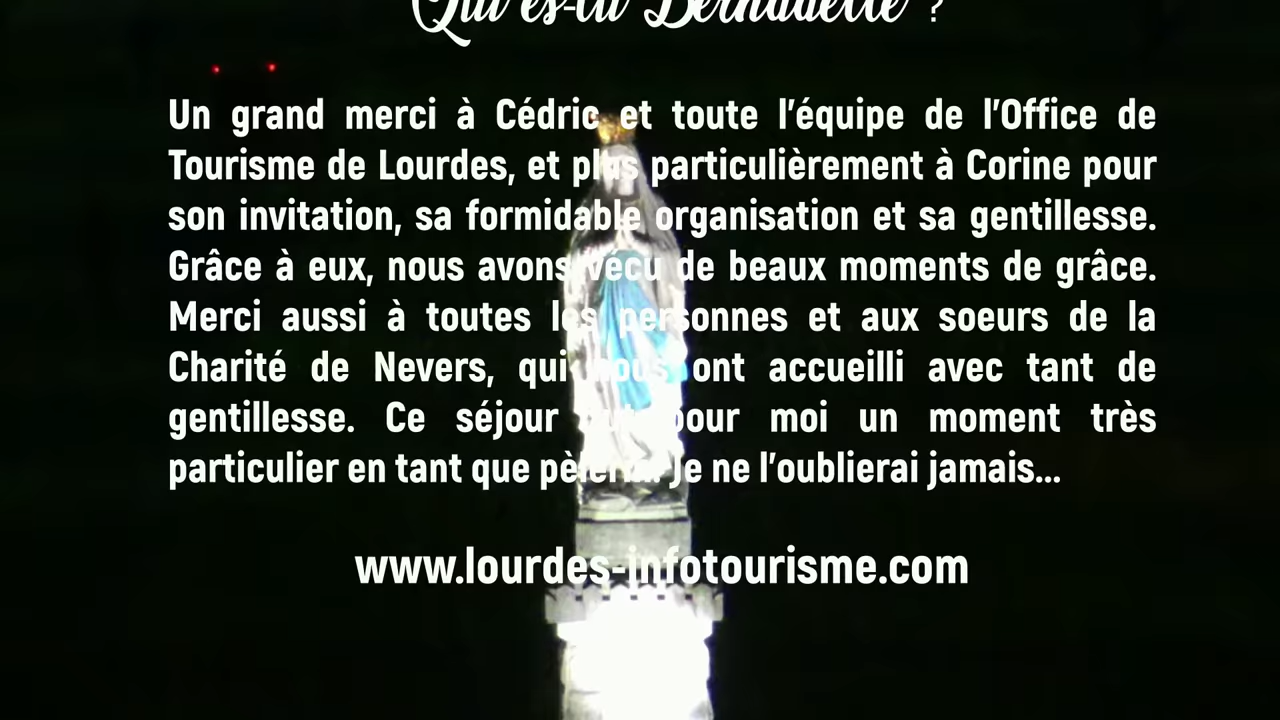 Qui es-tu Bernadette ?
Un grand merci à Cédric et toute l'équipe de l'Office de
Tourisme de Lourdes, et plus particulièrement à Corine pour
son invitation, sa formidable organisation et sa gentillesse.
Grâce à eux, nous avons vécu de beaux moments de grâce.
Merci aussi à toutes les personnes et aux soeurs de la
Charité de Nevers, qui nous ont accueilli avec tant de
gentillesse. Ce séjour fut pour moi un moment très
particulier en tant que pèlerin. Je ne l'oublierai jamais...
www.lourdes-infotourisme.com